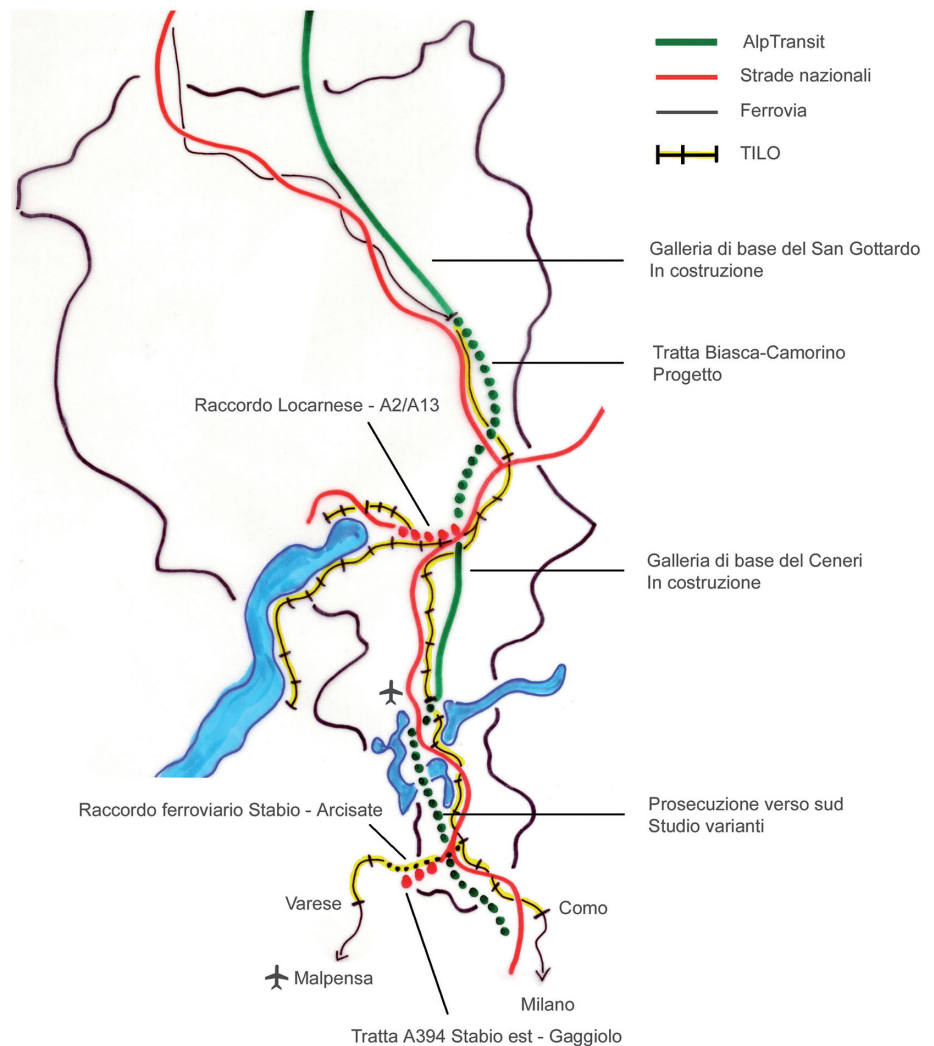 AlpTransit
Strade nazionali
Ferrovia
TILO
Galleria di base del San Gottardo
In costruzione
Tratta Biasca-Camorino
Progetto
Raccordo Locarnese - A2/A13
Galleria di base del Ceneri
In costruzione
Prosecuzione verso sud
Studio varianti
Raccordo ferroviario Stabio - Arcisate
Varese
Como
Malpensa
Milano
Tratta A394 Stabio est - Gaggiolo